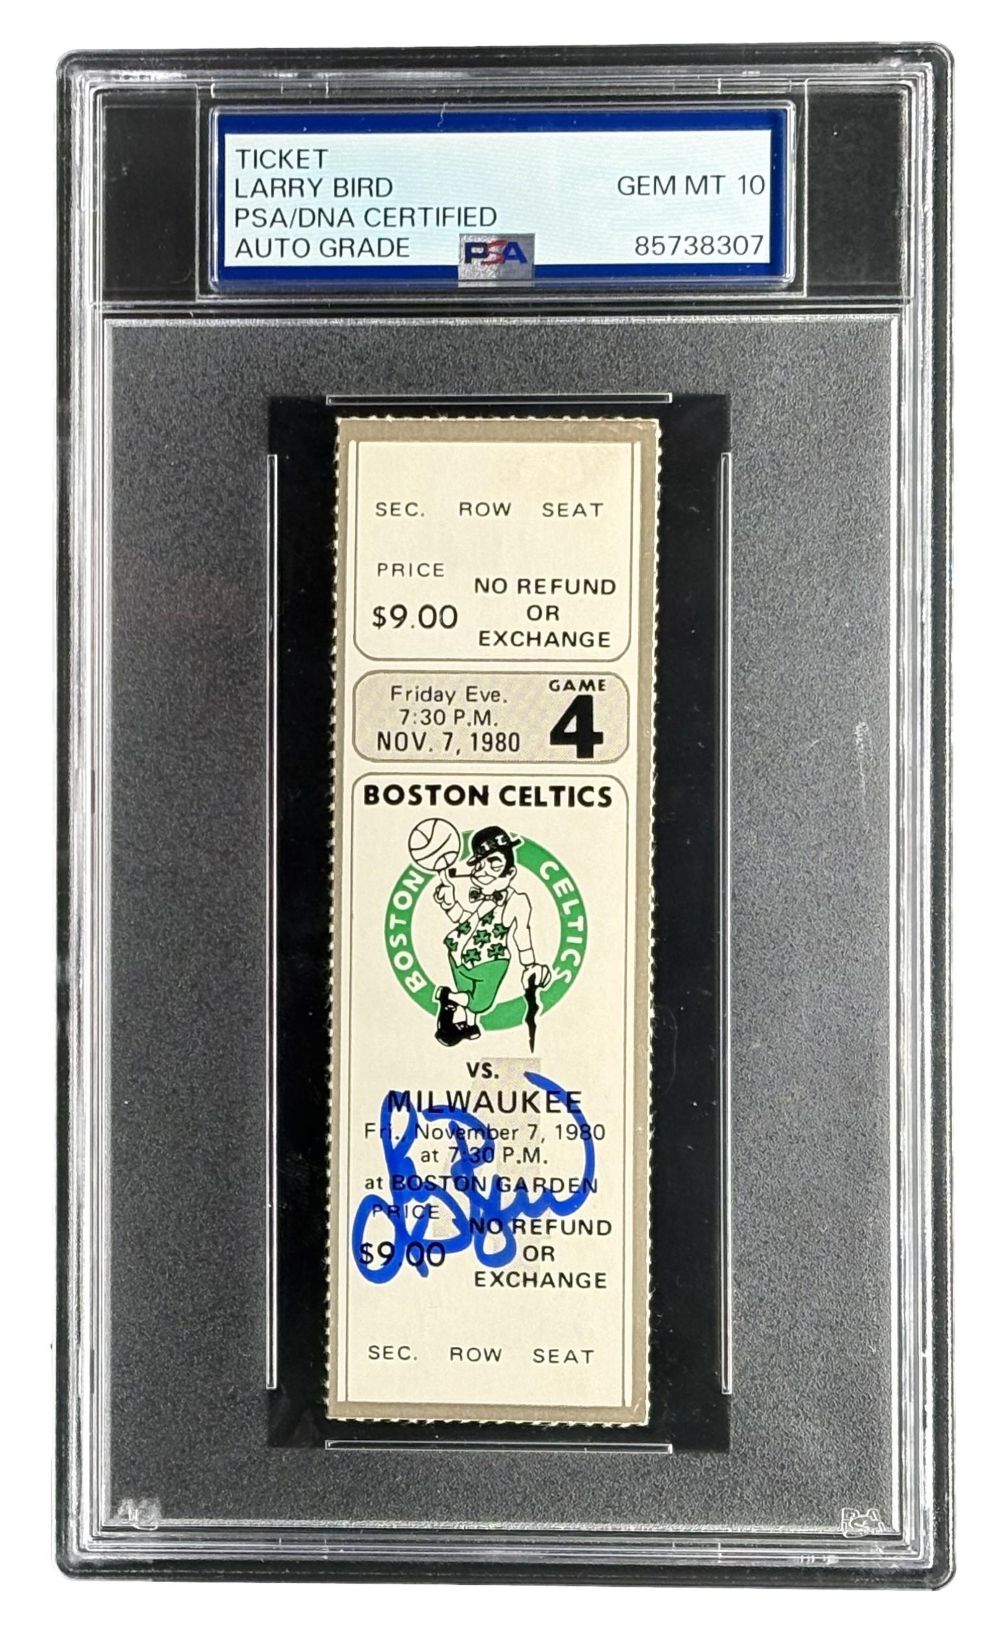 TICKET
LARRY BIRD GEM MT 10
PSA/DNA CERTIFIED
AUTO GRADE 85738307
PSA
SEC. ROW SEAT
PRICE
$9.00
NO REFUND
OR
EXCHANGE
Friday Eve.
7:30 P.M.
NOV. 7, 1980
GAME
4
BOSTON CELTICS
BOSTON CELTICS
VS.
MILWAUKEE
Fri., November 7, 1980
at 7:30 P.M.
at BOSTON GARDEN
PRICE
$9.00
NO REFUND
OR
EXCHANGE
Larry Bird
SEC. ROW SEAT
PSA